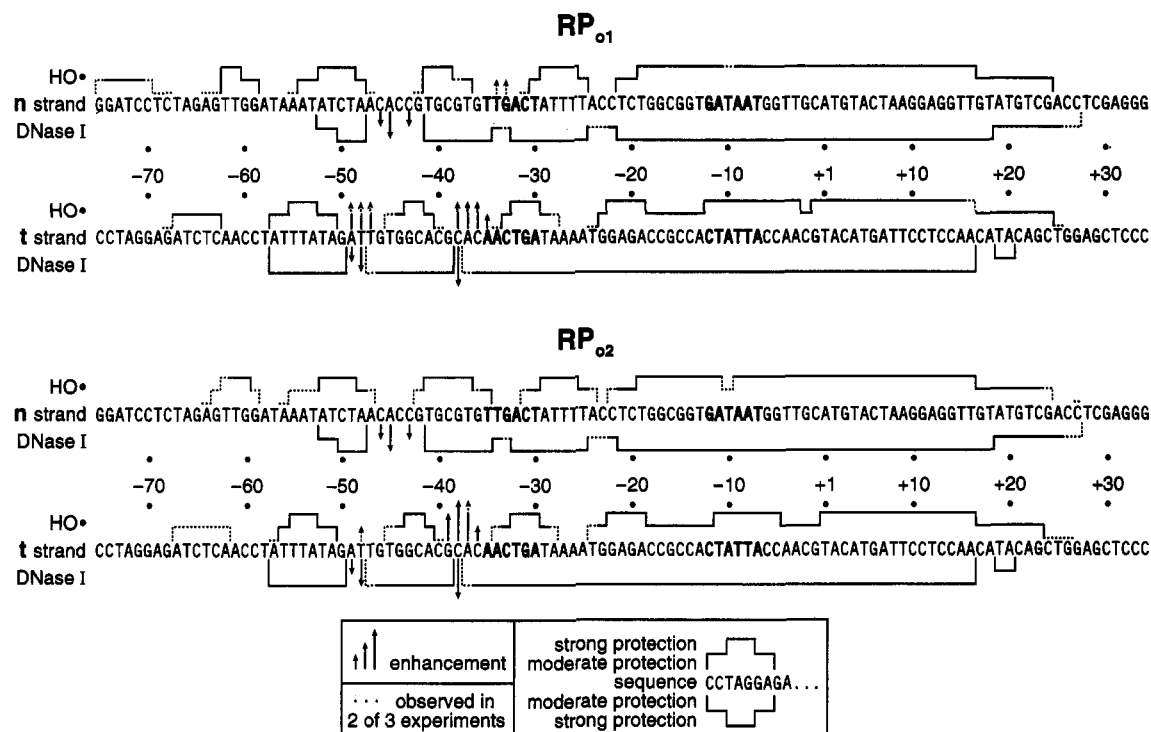 RPo1
HO•
n strand GGATCCTCTAGAGTTGGATAAATATCTAACACCGTGCGTGTTGACTATTTTACCTCTGGCGGTGATAATGGTTGCATGTACTAAGGAGGTTGTATGTCGACCTCGAGGG
DNase I
−70 −60 −50 −40 −30 −20 −10 +1 +10 +20 +30
HO•
t strand CCTAGGAGATCTCAACCTATTTATAGATTGTGGCACGCACAACTGATAAAATGGAGACCGCCACTATTACCAACGTACATGATTCCTCCAACATACAGCTGGAGCTCCC
DNase I
RPo2
HO•
n strand GGATCCTCTAGAGTTGGATAAATATCTAACACCGTGCGTGTTGACTATTTTACCTCTGGCGGTGATAATGGTTGCATGTACTAAGGAGGTTGTATGTCGACCTCGAGGG
DNase I
−70 −60 −50 −40 −30 −20 −10 +1 +10 +20 +30
HO•
t strand CCTAGGAGATCTCAACCTATTTATAGATTGTGGCACGCACAACTGATAAAATGGAGACCGCCACTATTACCAACGTACATGATTCCTCCAACATACAGCTGGAGCTCCC
DNase I
enhancement
··· observed in
2 of 3 experiments
strong protection
moderate protection
sequence CCTAGGAGA...
moderate protection
strong protection